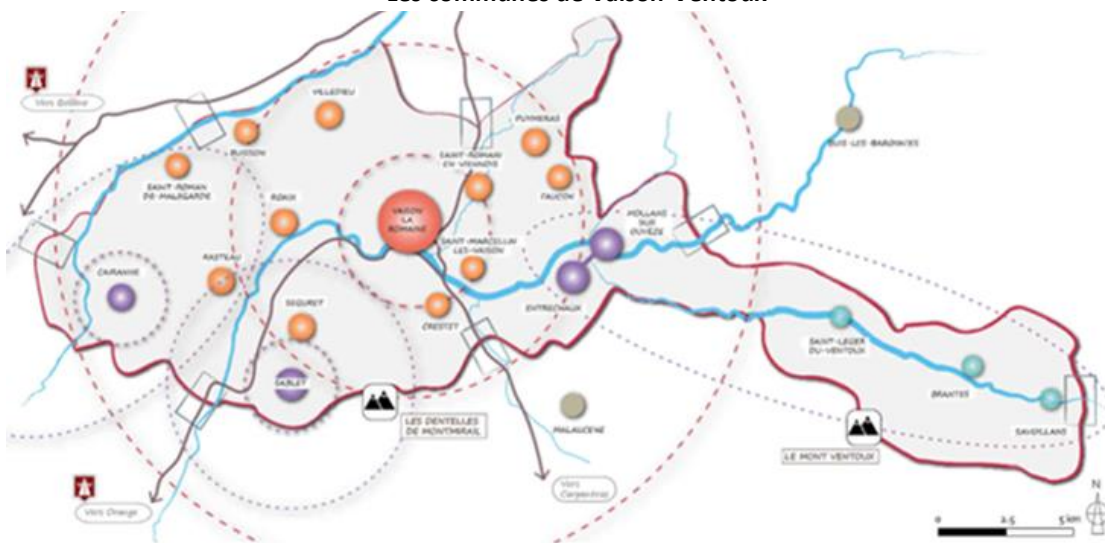 Les communes de Vaison-Ventoux
Vers Bollène
VILLEDIEU
BUISSON
PUYMERAS
BUIS-LES-BARONNIES
SAINT-ROMAN
DE-MALEGARDE
SAINT-ROMAN
EN-VIENNOIS
FAUCON
ROAIX
VAISON
LA
ROMAINE
MOLLANS
SUR
OUVÈZE
SAINT-MARCELLIN
LES-VAISON
CAIRANNE
RASTEAU
SEGURET
CRESTET
ENTRECHAUX
SAINT-LEGER
DU-VENTOUX
SABLET
BRANTES
SAVOILLANS
LES DENTELLES
DE MONTMIRAIL
MALAUCENE
LE MONT VENTOUX
Vers
Carpentras
Vers Orange
N
0 2.5 5 km